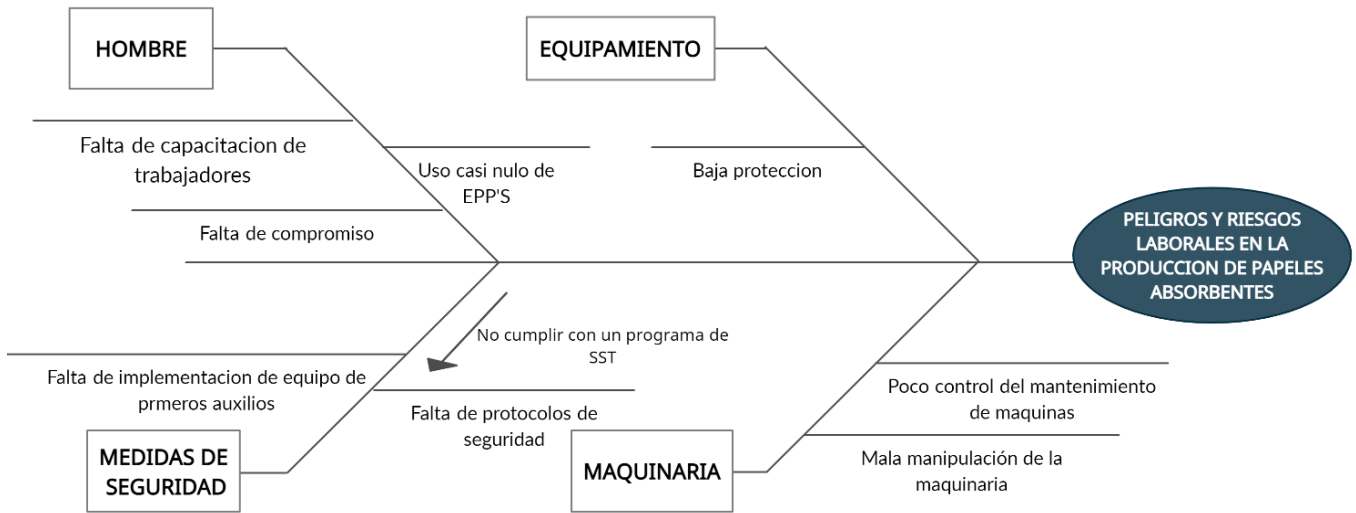 HOMBRE
EQUIPAMIENTO
Falta de capacitacion de
trabajadores
Uso casi nulo de
EPP'S
Baja proteccion
Falta de compromiso
PELIGROS Y RIESGOS
LABORALES EN LA
PRODUCCION DE PAPELES
ABSORBENTES
No cumplir con un programa de
SST
Falta de implementacion de equipo de
prmeros auxilios
Falta de protocolos de
seguridad
Poco control del mantenimiento
de maquinas
Mala manipulación de la
maquinaria
MEDIDAS DE
SEGURIDAD
MAQUINARIA